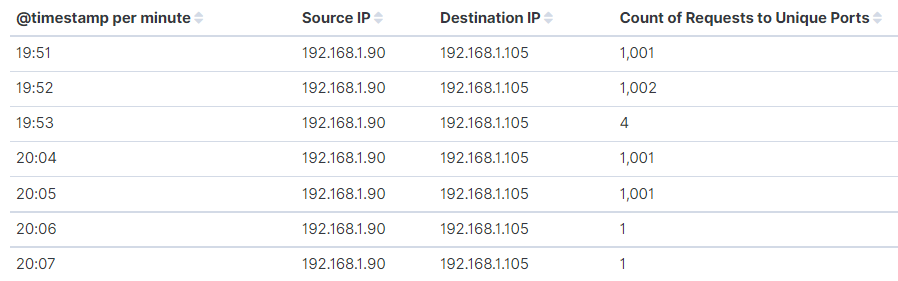 @timestamp per minute Source IP Destination IP Count of Requests to Unique Ports
19:51 192.168.1.90 192.168.1.105 1,001
19:52 192.168.1.90 192.168.1.105 1,002
19:53 192.168.1.90 192.168.1.105 4
20:04 192.168.1.90 192.168.1.105 1,001
20:05 192.168.1.90 192.168.1.105 1,001
20:06 192.168.1.90 192.168.1.105 1
20:07 192.168.1.90 192.168.1.105 1